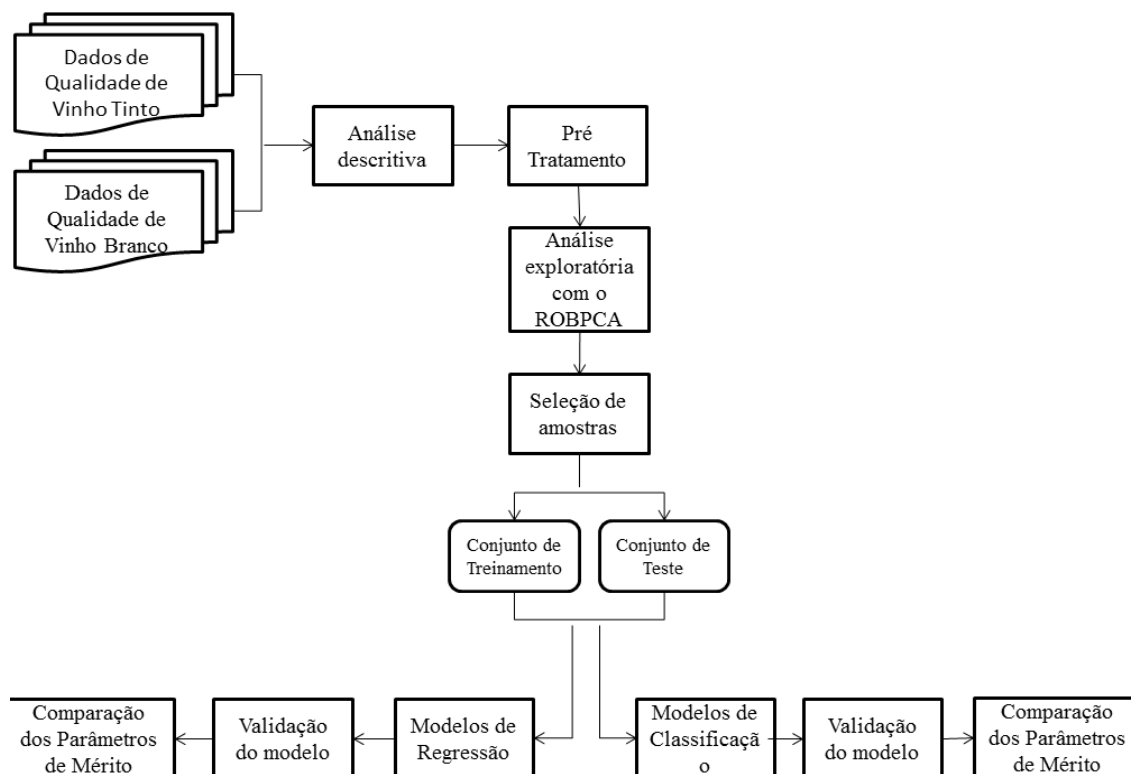 Dados de
Qualidade de
Vinho Tinto
Dados de
Qualidade de
Vinho Branco
Análise
descritiva
Pré
Tratamento
Análise
exploratória
com o
ROBPCA
Seleção de
amostras
Conjunto de
Treinamento
Conjunto de
Teste
Comparação
dos Parâmetros
de Mérito
Validação
do modelo
Modelos de
Regressão
Modelos de
Classificaçã
o
Validação
do modelo
Comparação
dos Parâmetros
de Mérito